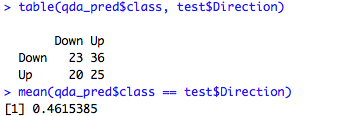 > table(qda_pred$class, test$Direction)
Down Up
Down 23 36
Up 20 25
> mean(qda_pred$class == test$Direction)
[1] 0.4615385